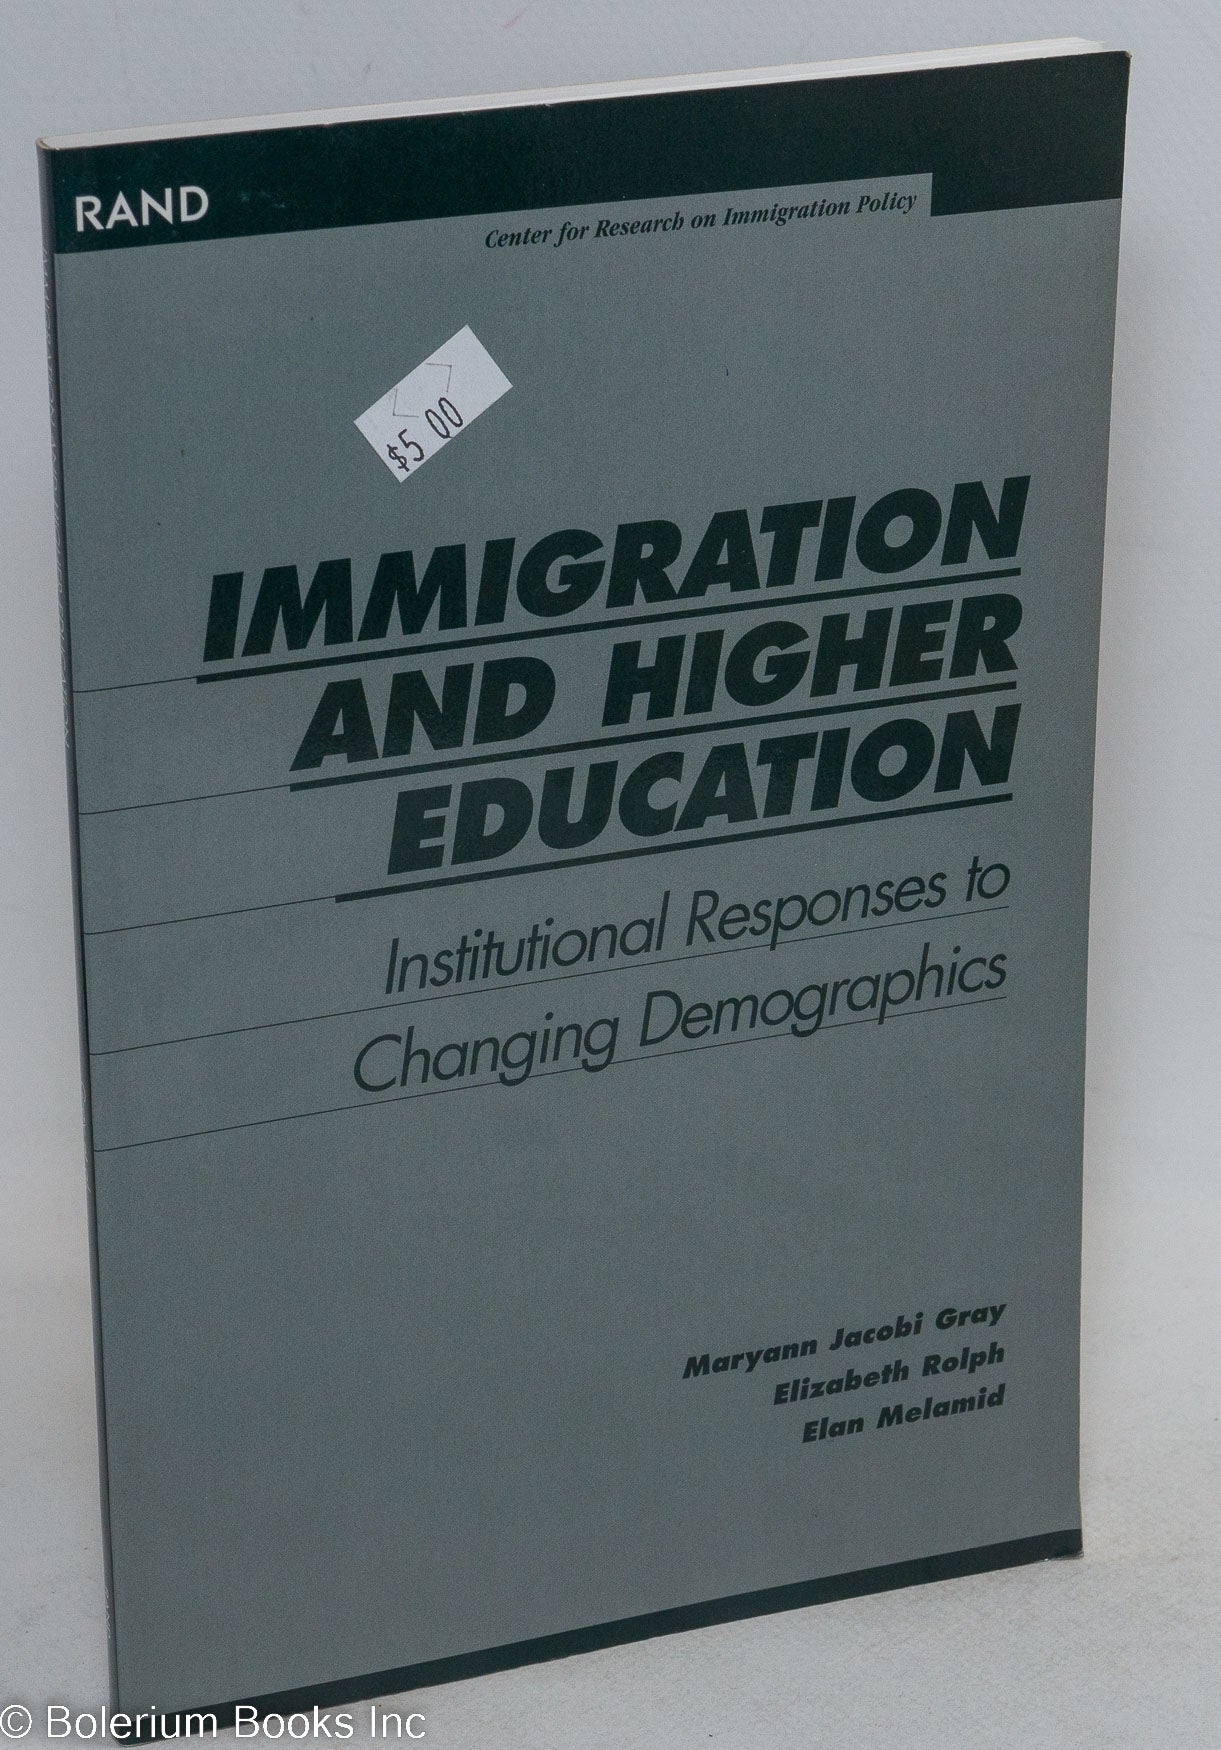 RAND
Center for Research on Immigration Policy
$5 00
IMMIGRATION
AND HIGHER
EDUCATION
Institutional Responses to
Changing Demographics
Maryann Jacobi Gray
Elizabeth Rolph
Elan Melamid
© Bolerium Books Inc